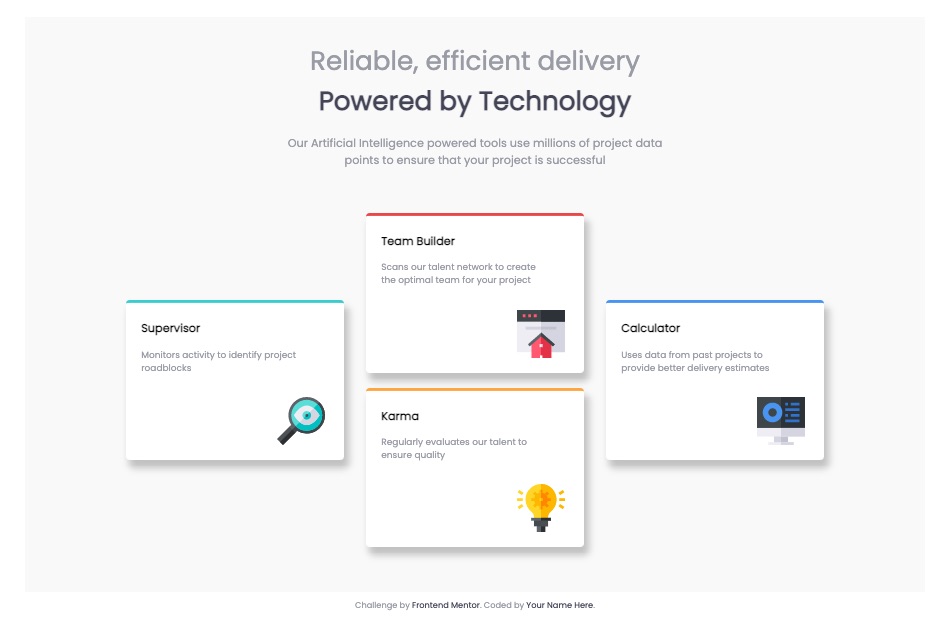 Reliable, efficient delivery
Powered by Technology
Our Artificial Intelligence powered tools use millions of project data
points to ensure that your project is successful
Team Builder
Scans our talent network to create
the optimal team for your project
Supervisor
Monitors activity to identify project
roadblocks
Calculator
Uses data from past projects to
provide better delivery estimates
Karma
Regularly evaluates our talent to
ensure quality
Challenge by Frontend Mentor. Coded by Your Name Here.